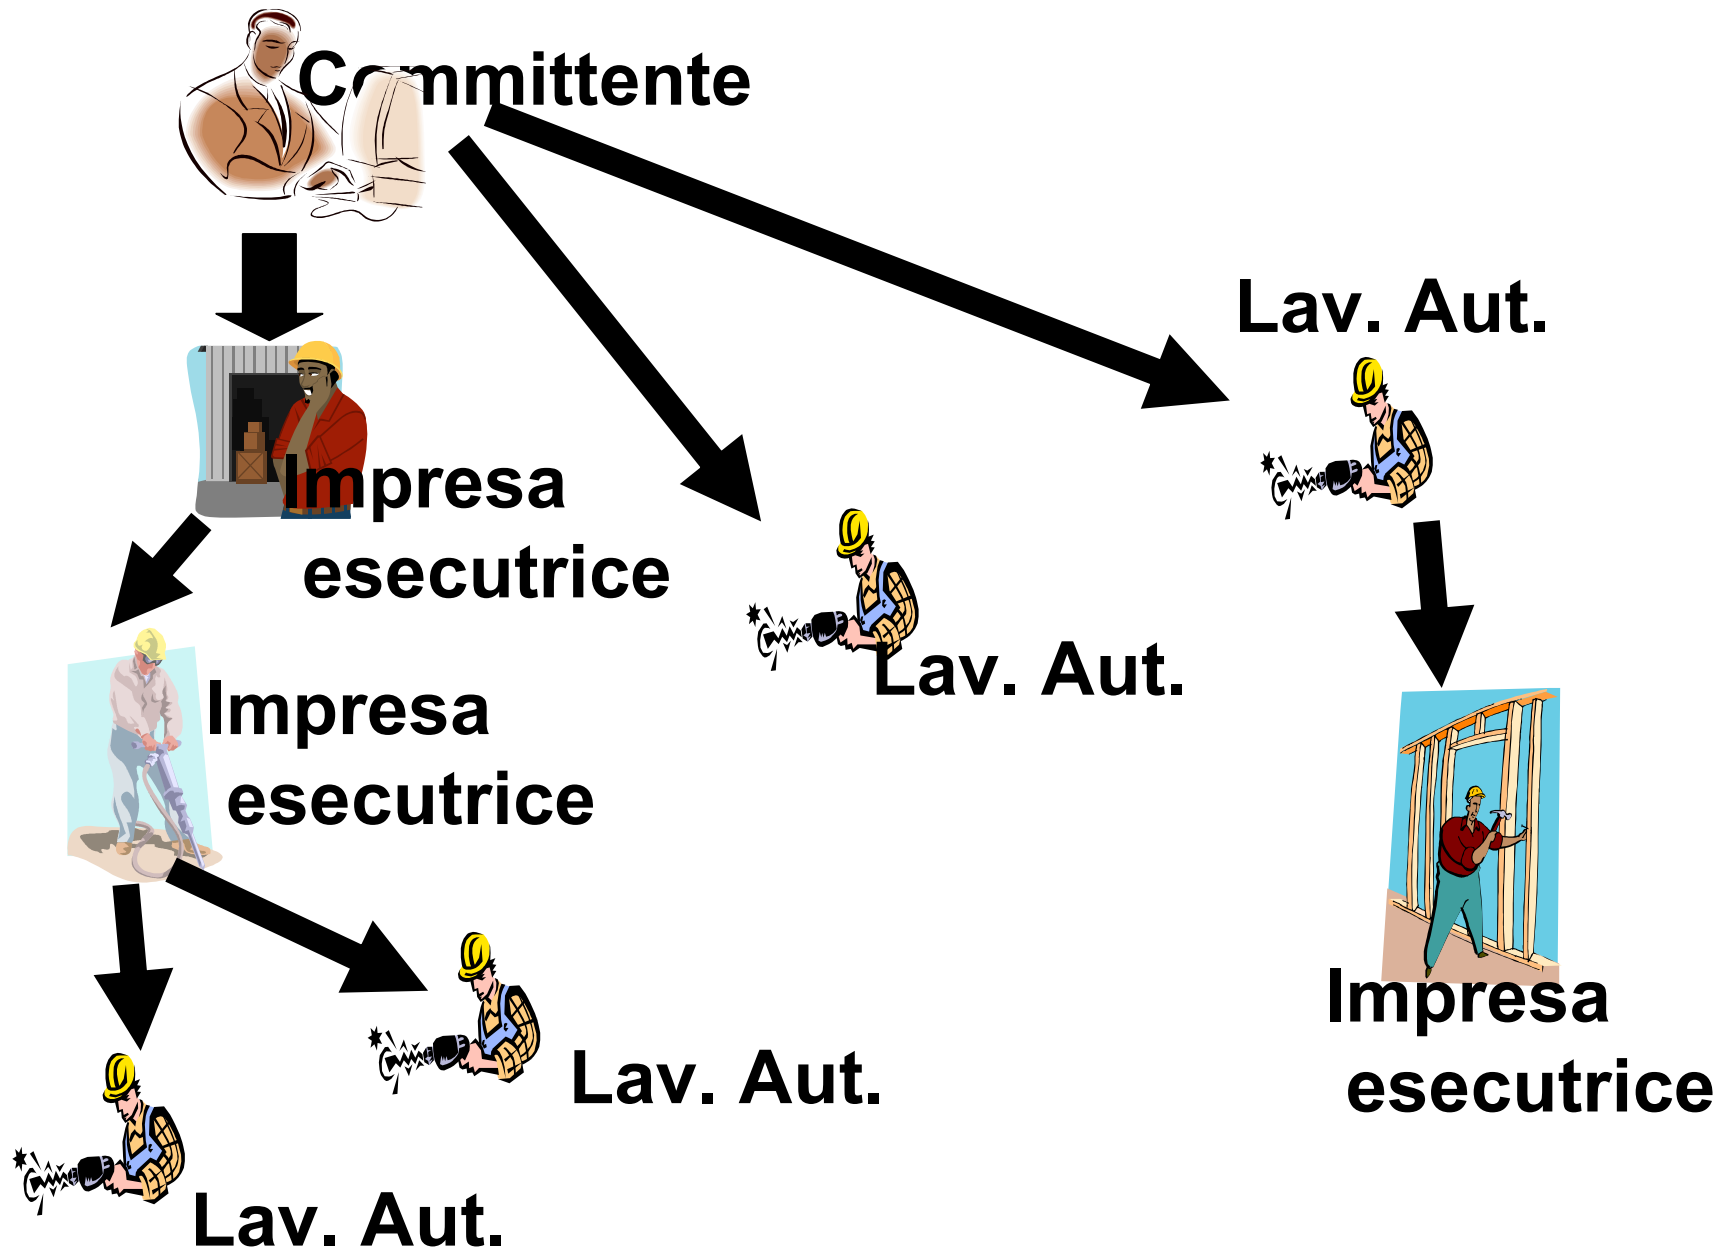 Committente
Lav. Aut.
Impresa
esecutrice
Lav. Aut.
Impresa
esecutrice
Impresa
esecutrice
Lav. Aut.
Lav. Aut.